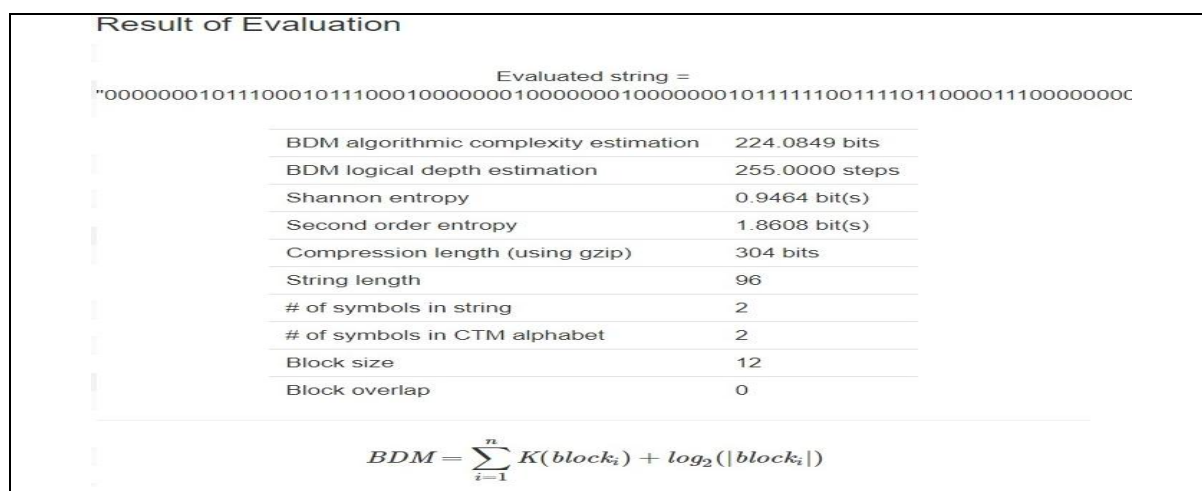 Result of Evaluation
Evaluated string =
"000000010111000101110001000000010000000100000001011111100111101100001110000000C
BDM algorithmic complexity estimation 224.0849 bits
BDM logical depth estimation 255.0000 steps
Shannon entropy 0.9464 bit(s)
Second order entropy 1.8608 bit(s)
Compression length (using gzip) 304 bits
String length 96
# of symbols in string 2
# of symbols in CTM alphabet 2
Block size 12
Block overlap 0
BDM = \sum_{i=1}^{n} K(block_i) + log_2(|block_i|)